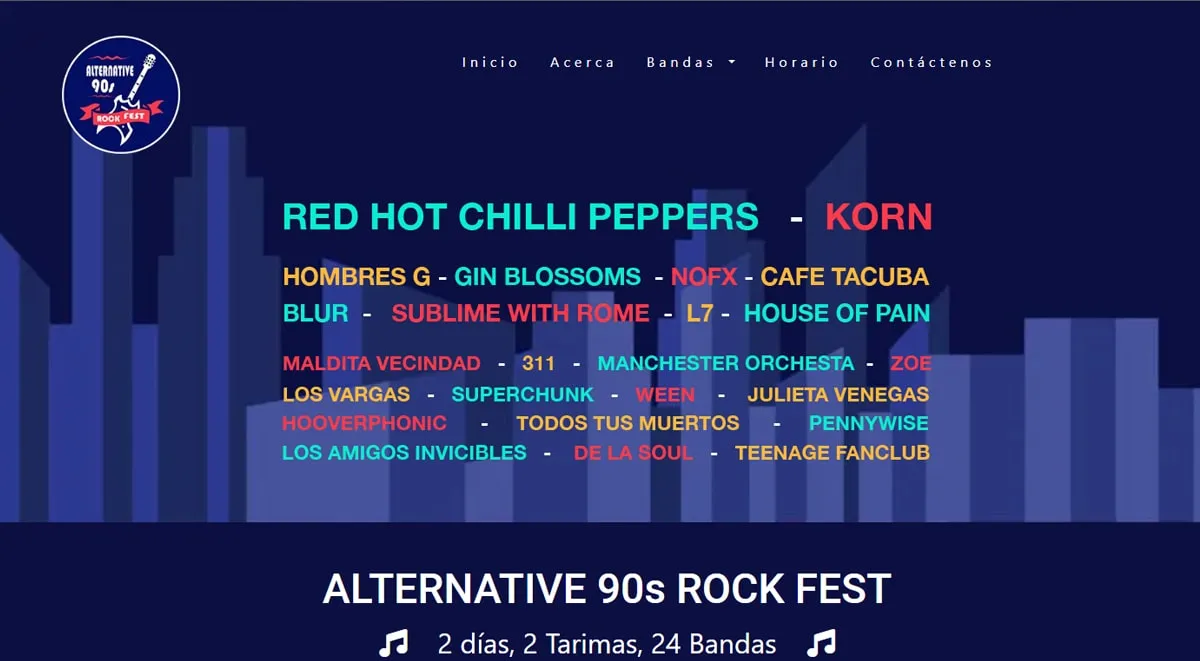 ALTERNATIVE
90s
ROCK FEST
Inicio Acerca Bandas Horario Contáctenos
RED HOT CHILLI PEPPERS - KORN
HOMBRES G - GIN BLOSSOMS - NOFX - CAFE TACUBA
BLUR - SUBLIME WITH ROME - L7 - HOUSE OF PAIN
MALDITA VECINDAD - 311 - MANCHESTER ORCHESTA - ZOE
LOS VARGAS - SUPERCHUNK - WEEN - JULIETA VENEGAS
HOOVERPHONIC - TODOS TUS MUERTOS - PENNYWISE
LOS AMIGOS INVICIBLES - DE LA SOUL - TEENAGE FANCLUB
ALTERNATIVE 90s ROCK FEST
2 días, 2 Tarimas, 24 Bandas